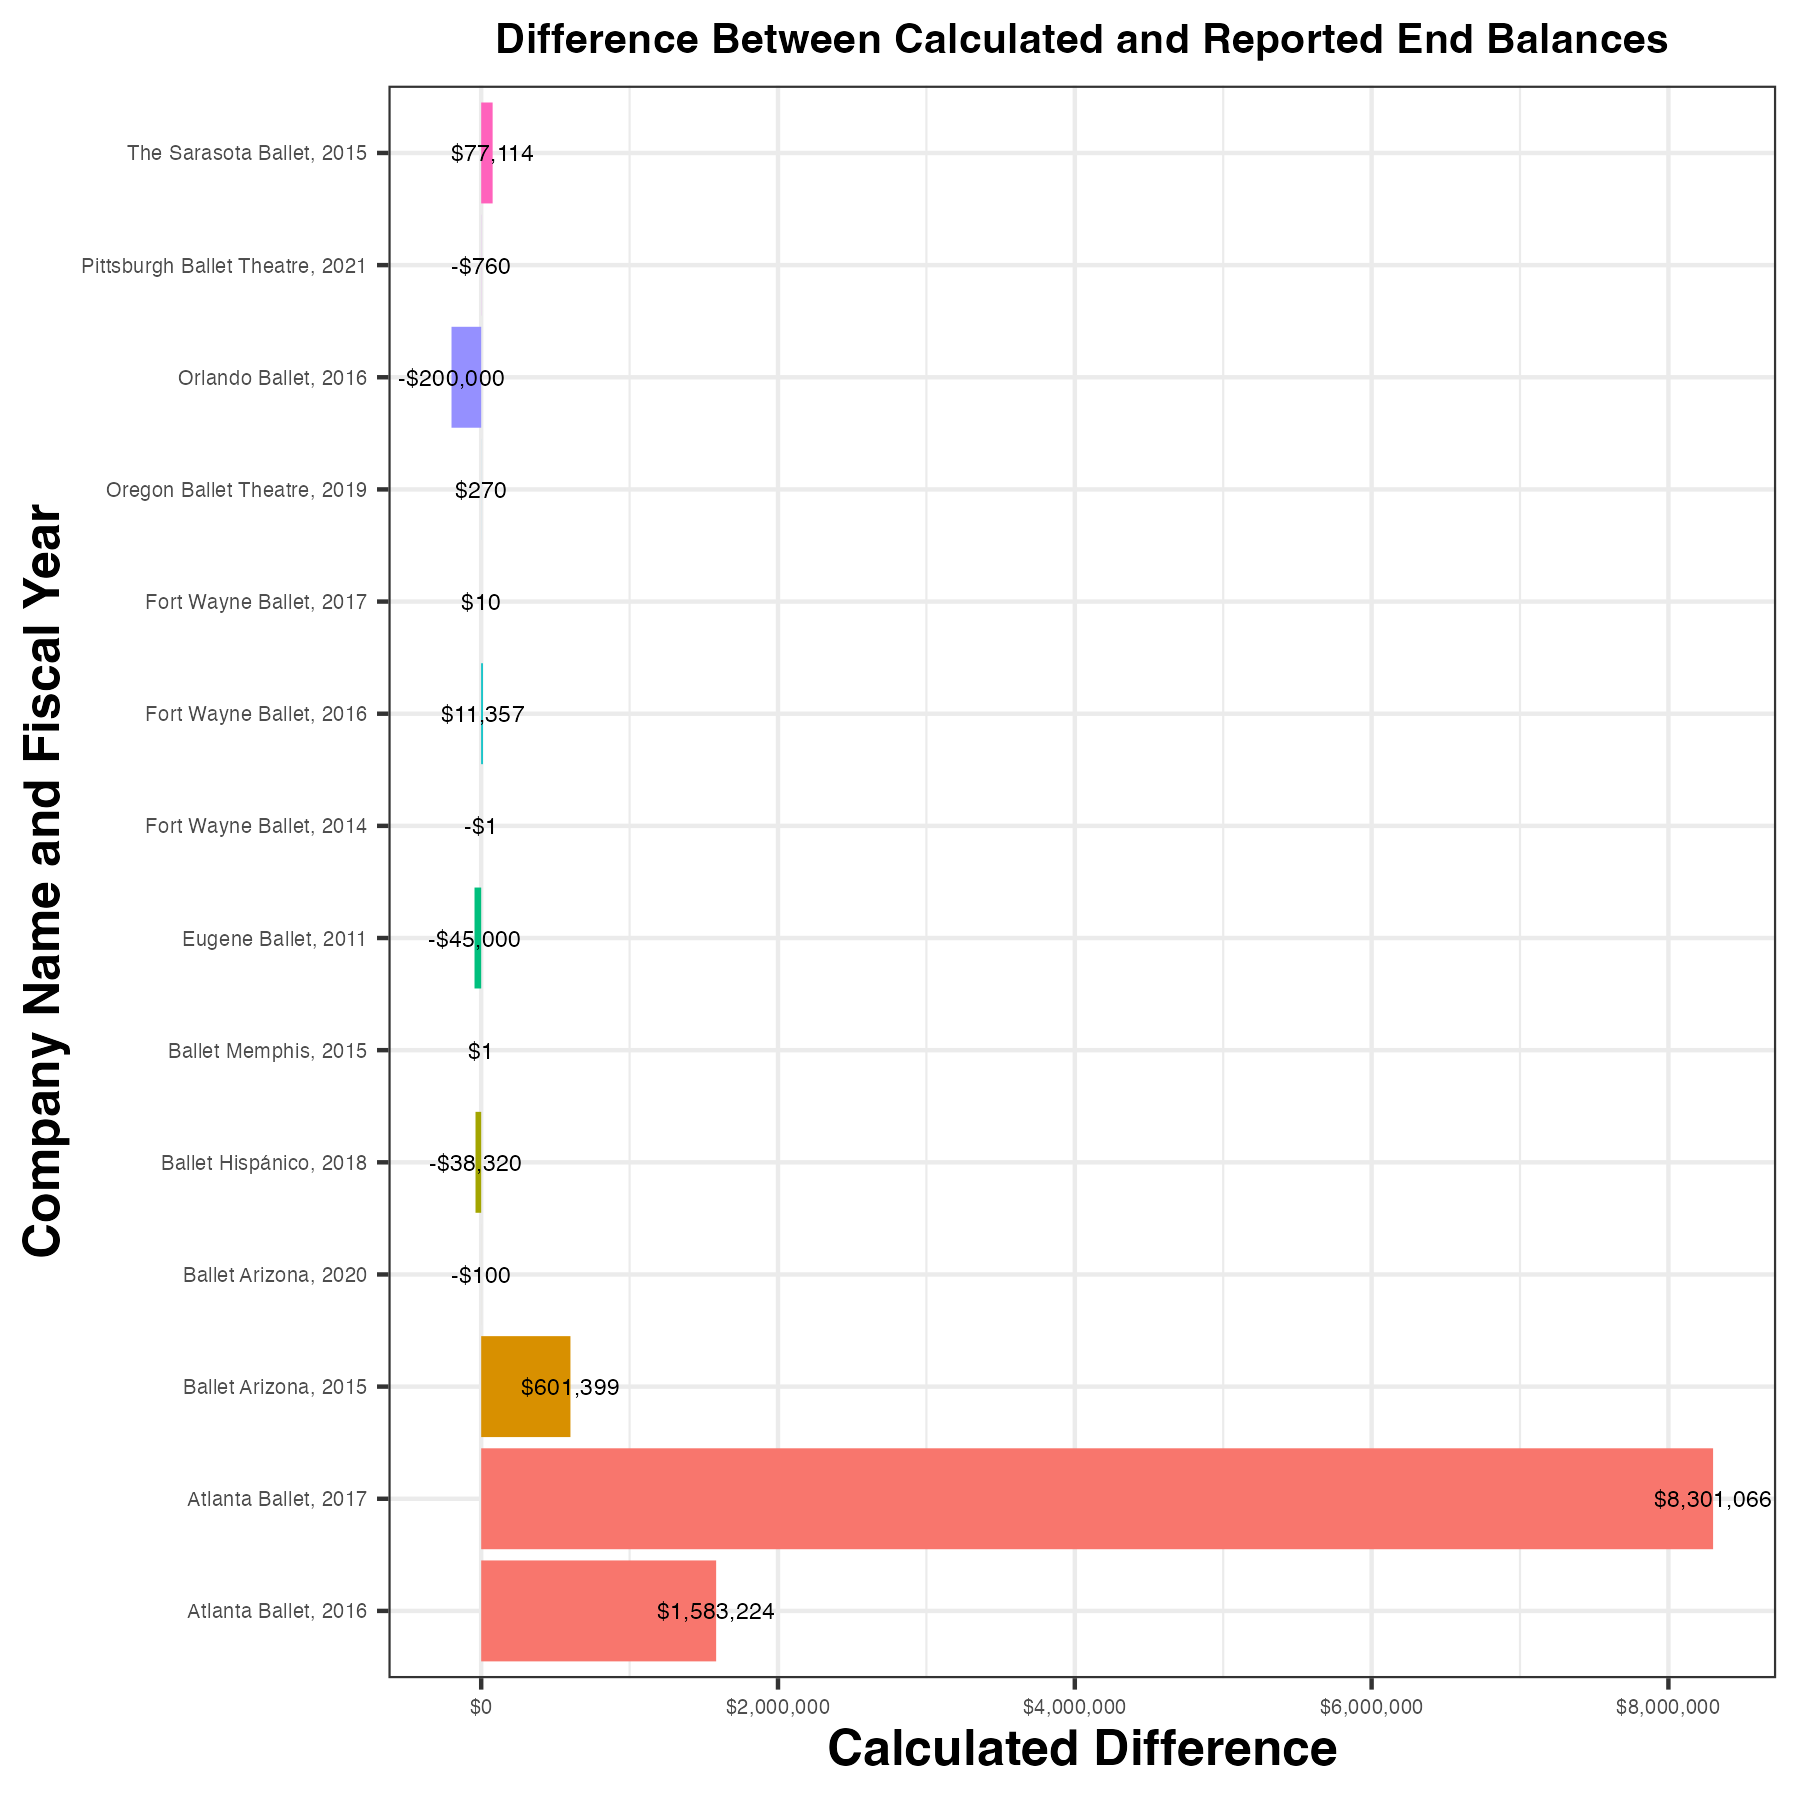 Difference Between Calculated and Reported End Balances
Company Name and Fiscal Year
The Sarasota Ballet, 2015 $77,114
Pittsburgh Ballet Theatre, 2021 -$760
Orlando Ballet, 2016 -$200,000
Oregon Ballet Theatre, 2019 $270
Fort Wayne Ballet, 2017 $10
Fort Wayne Ballet, 2016 $11,357
Fort Wayne Ballet, 2014 -$1
Eugene Ballet, 2011 -$45,000
Ballet Memphis, 2015 $1
Ballet Hispánico, 2018 -$38,320
Ballet Arizona, 2020 -$100
Ballet Arizona, 2015 $601,399
Atlanta Ballet, 2017 $8,301,066
Atlanta Ballet, 2016 $1,583,224
$0 $2,000,000 $4,000,000 $6,000,000 $8,000,000
Calculated Difference